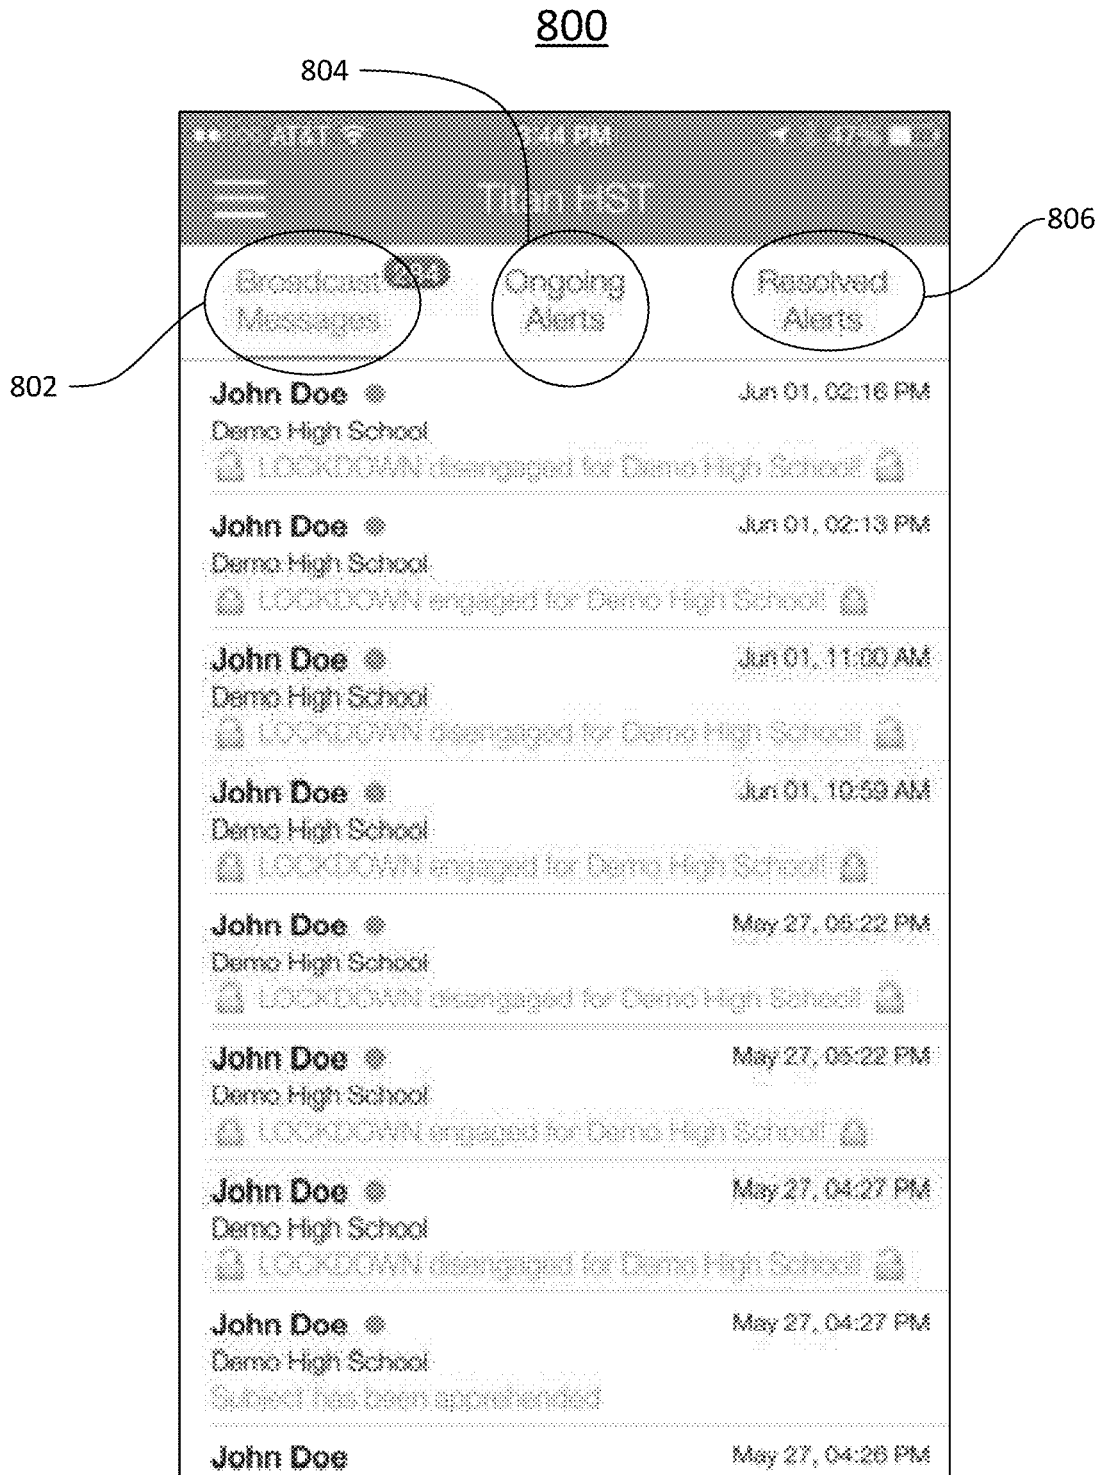 800
804
AT&T :44 PM 47%
Titan HST
806
Broadcast Messages
Ongoing Alerts
Resolved Alerts
802
John Doe Jun 01, 02:16 PM
Demo High School
LOCKDOWN disengaged for Demo High School!
John Doe Jun 01, 02:13 PM
Demo High School
LOCKDOWN engaged for Demo High School!
John Doe Jun 01, 11:00 AM
Demo High School
LOCKDOWN disengaged for Demo High School!
John Doe Jun 01, 10:59 AM
Demo High School
LOCKDOWN engaged for Demo High School!
John Doe May 27, 05:22 PM
Demo High School
LOCKDOWN disengaged for Demo High School!
John Doe May 27, 05:22 PM
Demo High School
LOCKDOWN engaged for Demo High School!
John Doe May 27, 04:27 PM
Demo High School
LOCKDOWN disengaged for Demo High School!
John Doe May 27, 04:27 PM
Demo High School
Subject has been apprehended
John Doe May 27, 04:26 PM